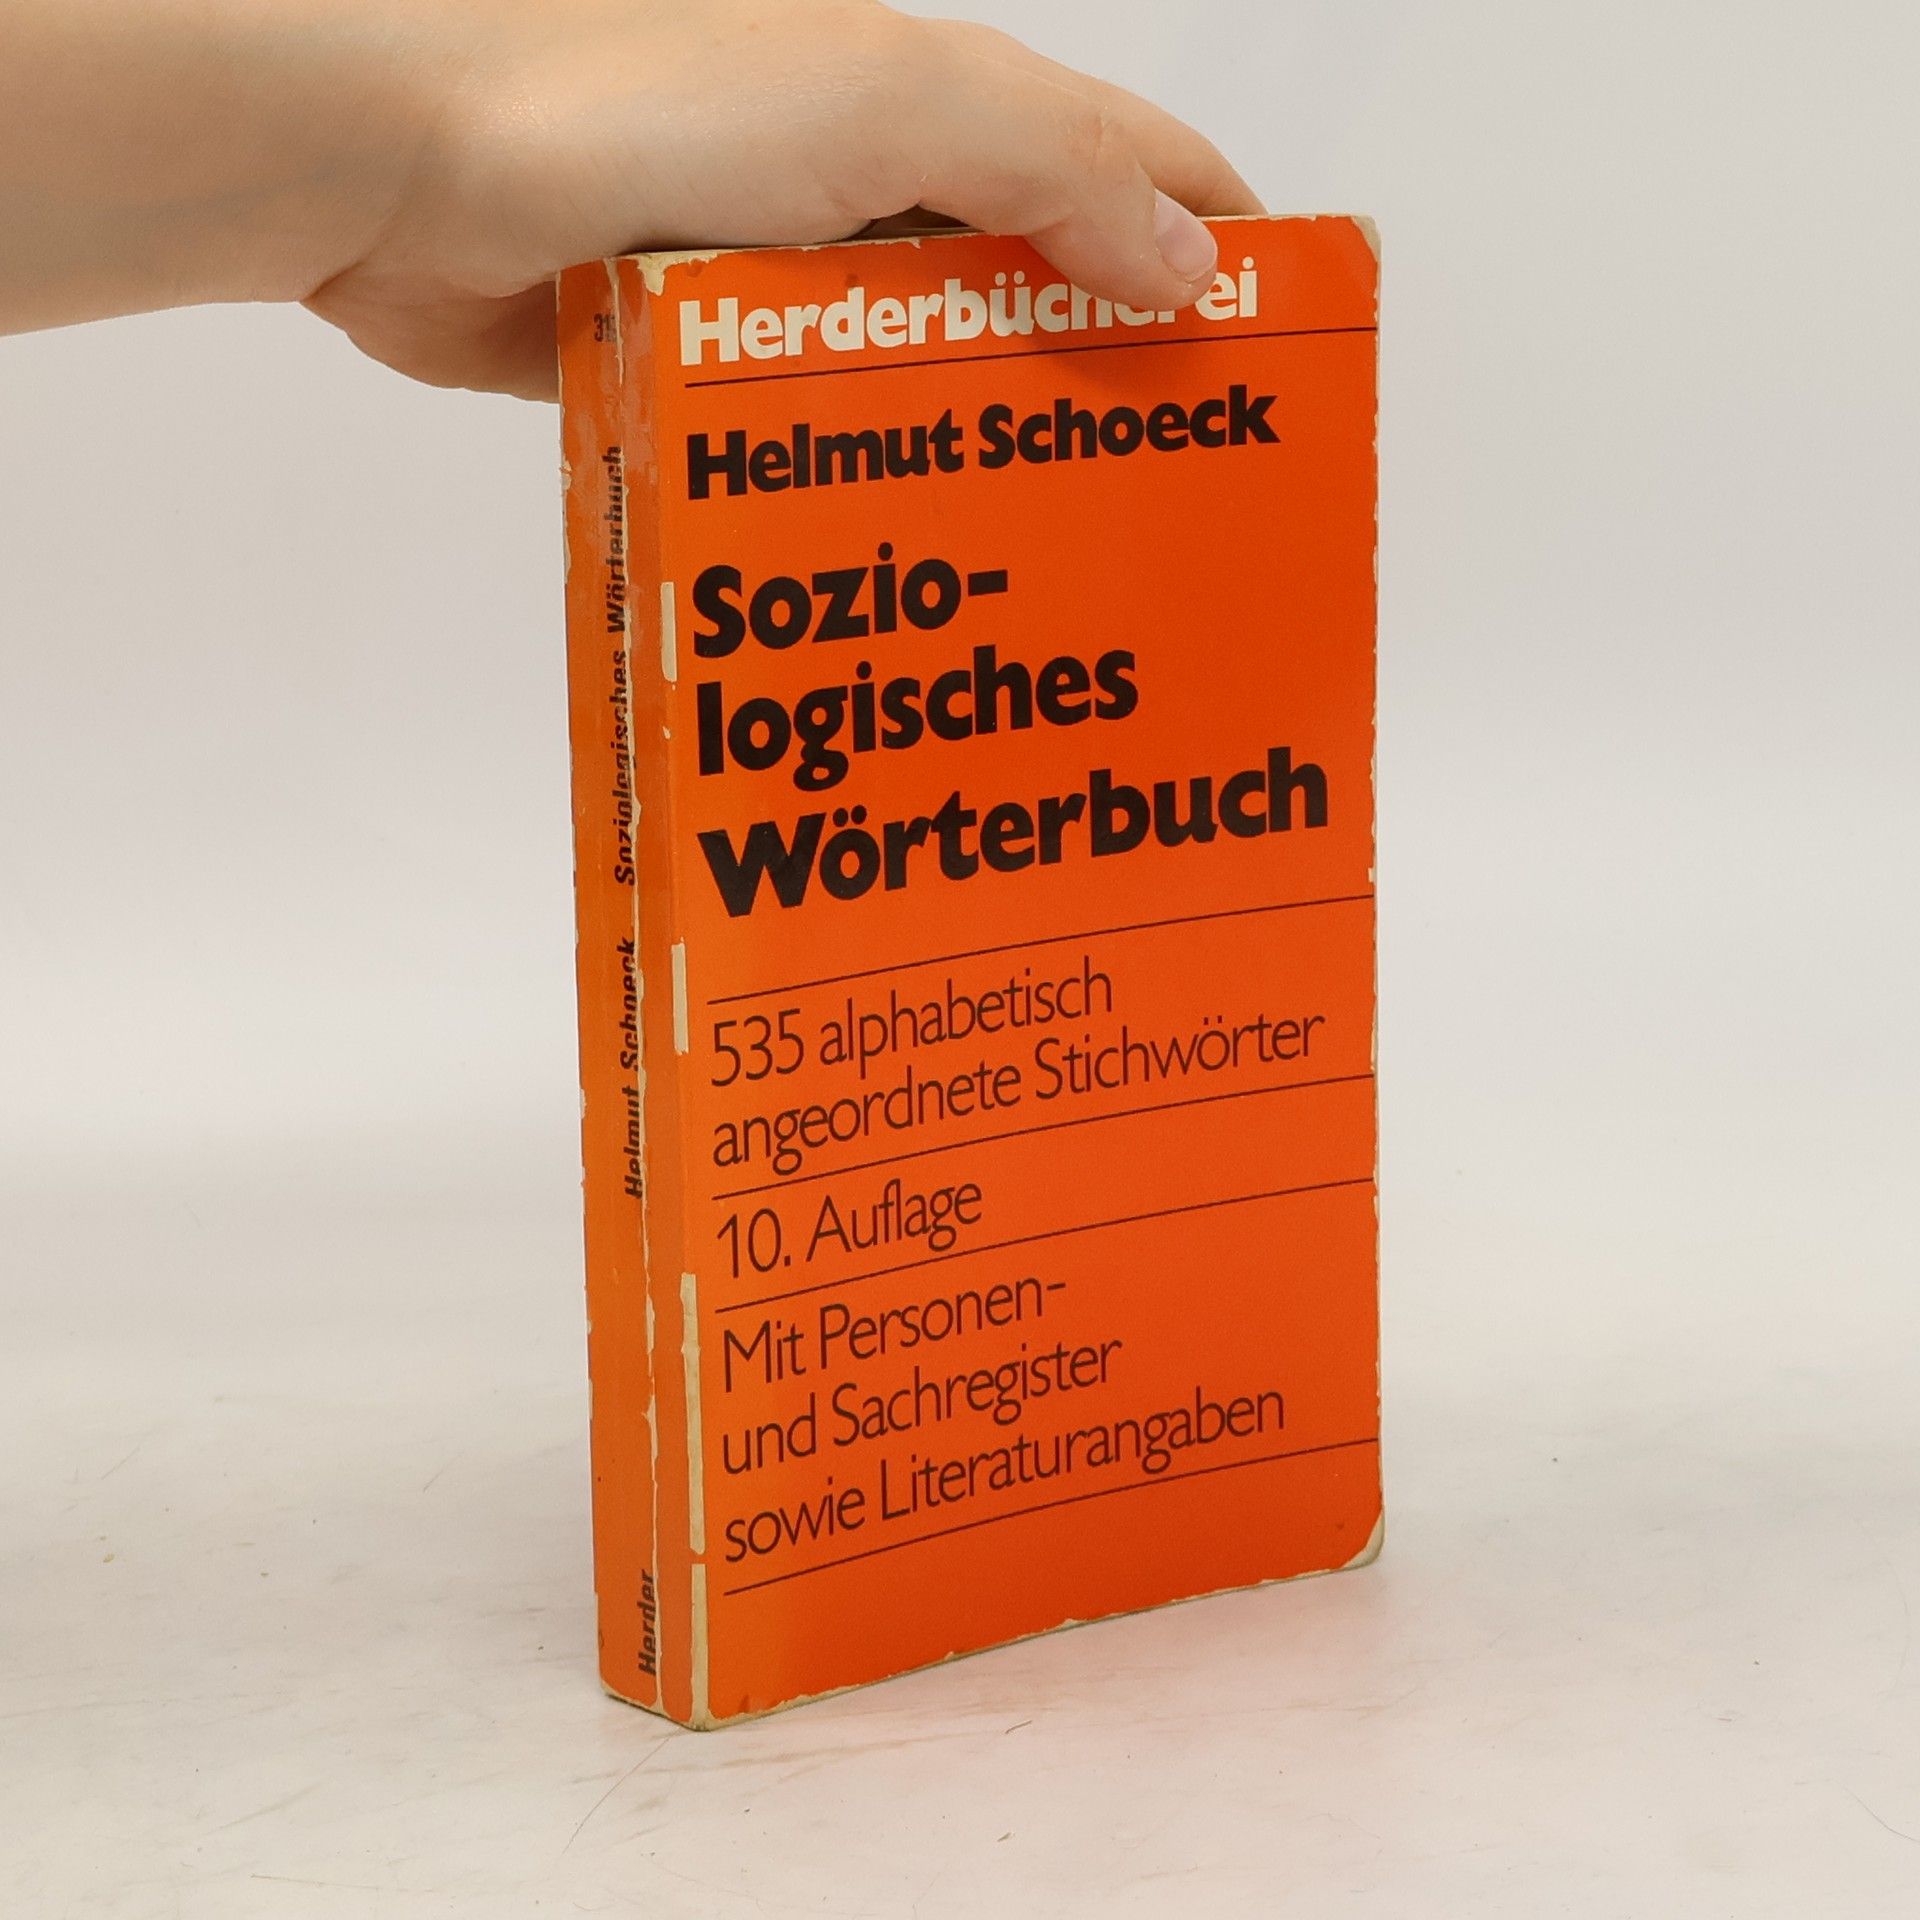 Herderbücherei
Helmut Schoeck
Sozio-
logisches
Wörterbuch
535 alphabetisch
angeordnete Stichwörter
10. Auflage
Mit Personen-
und Sachregister
sowie Literaturangaben
Helmut Schoeck Soziologisches Wörterbuch
Herder